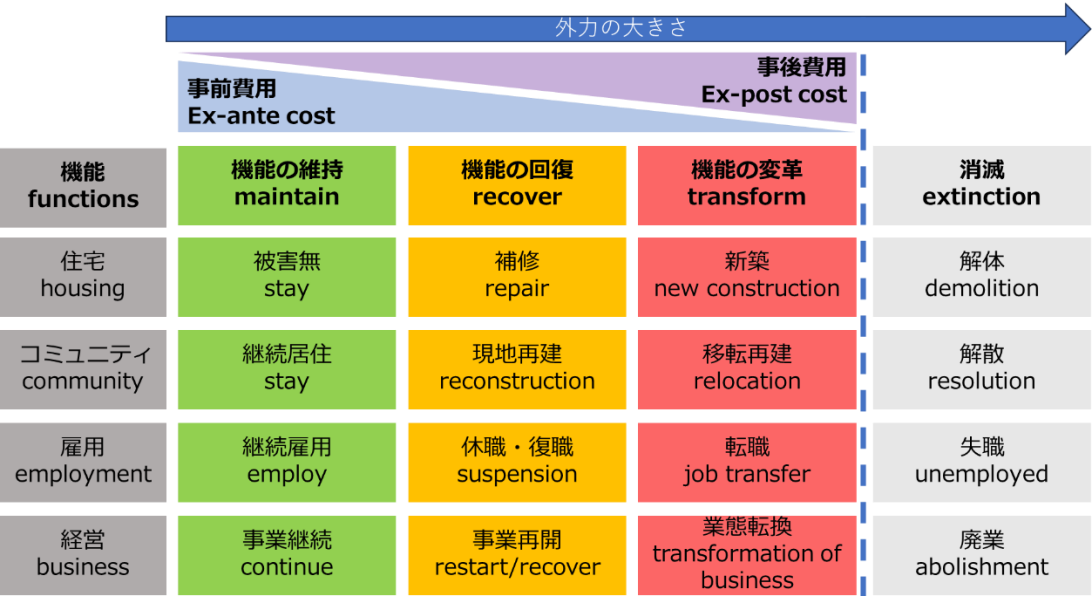 外力の大きさ
事前費用
Ex-ante cost
事後費用
Ex-post cost
機能
functions
機能の維持
maintain
機能の回復
recover
機能の変革
transform
消滅
extinction
住宅
housing
被害無
stay
補修
repair
新築
new construction
解体
demolition
コミュニティ
community
継続居住
stay
現地再建
reconstruction
移転再建
relocation
解散
resolution
雇用
employment
継続雇用
employ
休職・復職
suspension
転職
job transfer
失職
unemployed
経営
business
事業継続
continue
事業再開
restart/recover
業態転換
transformation of
business
廃業
abolishment